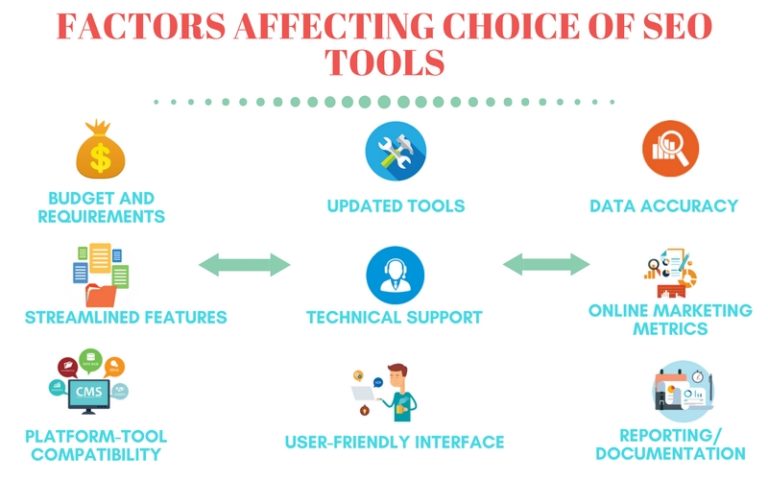 FACTORS AFFECTING CHOICE OF SEO
TOOLS
$
BUDGET AND
REQUIREMENTS
UPDATED TOOLS
DATA ACCURACY
STREAMLINED FEATURES
TECHNICAL SUPPORT
ONLINE MARKETING
METRICS
CMS
PLATFORM-TOOL
COMPATIBILITY
USER-FRIENDLY INTERFACE
REPORTING/
DOCUMENTATION